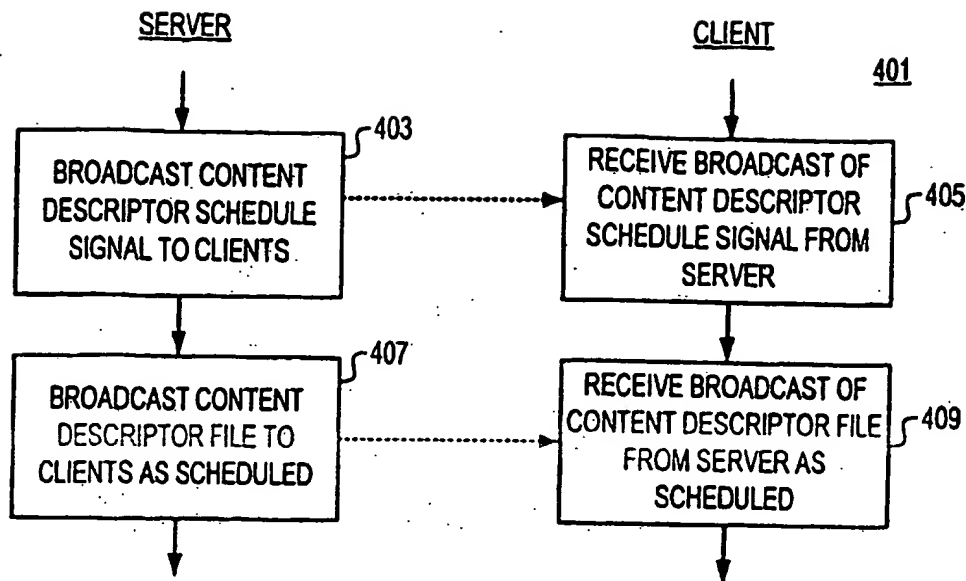 SERVER
CLIENT
401
403
BROADCAST CONTENT
DESCRIPTOR SCHEDULE
SIGNAL TO CLIENTS
RECEIVE BROADCAST OF
CONTENT DESCRIPTOR
SCHEDULE SIGNAL FROM
SERVER
405
407
BROADCAST CONTENT
DESCRIPTOR FILE TO
CLIENTS AS SCHEDULED
RECEIVE BROADCAST OF
CONTENT DESCRIPTOR FILE
FROM SERVER AS
SCHEDULED
409